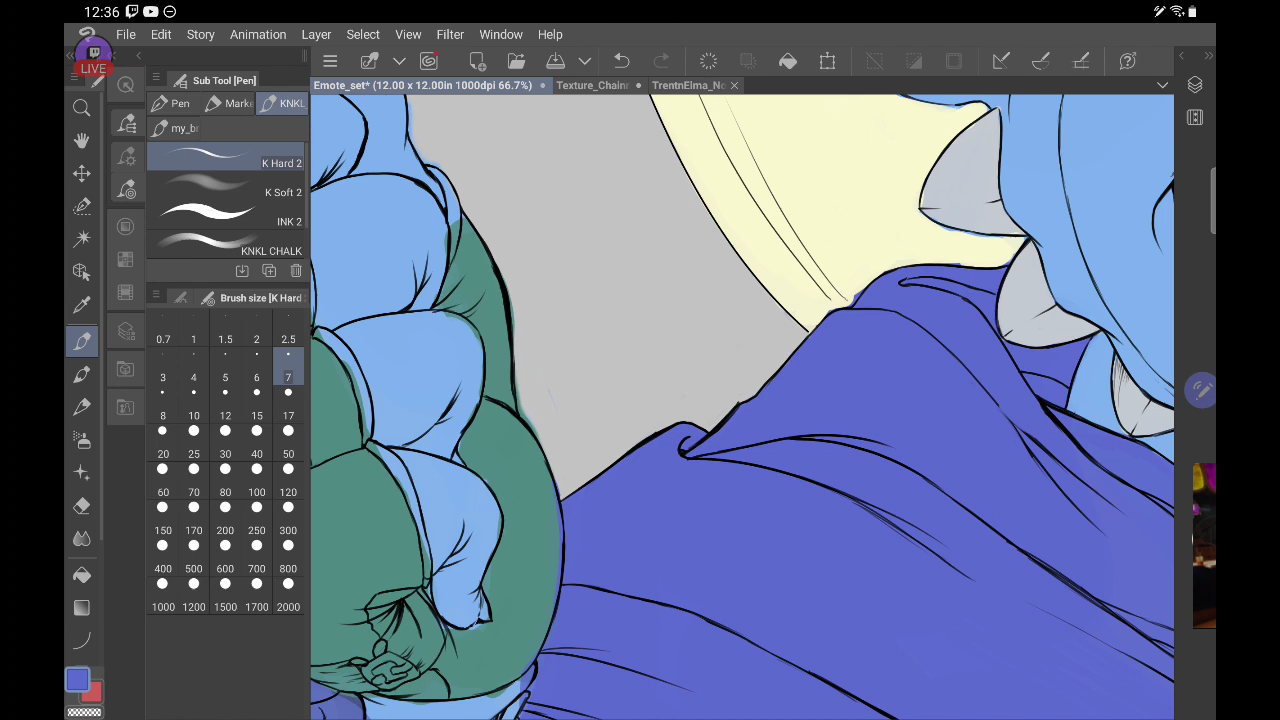 12:36
File Edit Story Animation Layer Select View Filter Window Help
LIVE
Sub Tool [Pen]
Emote_set* (12.00 x 12.00in 1000dpi 66.7%)
Texture_Chainr
TrentnElma_Nc
Pen Marke KNKL
my_br
K Hard 2
K Soft 2
INK 2
KNKL CHALK
Brush size [K Hard
0.7 1 1.5 2 2.5
3 4 5 6 7
8 10 12 15 17
20 25 30 40 50
60 70 80 100 120
150 170 200 250 300
400 500 600 700 800
1000 1200 1500 1700 2000